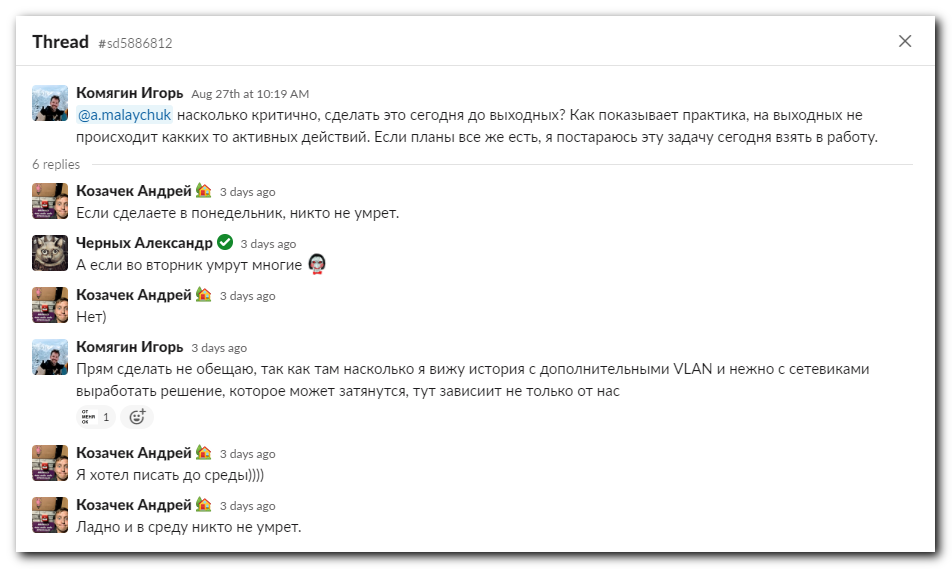 Thread #sd5886812
Комягин Игорь Aug 27th at 10:19 AM
@a.malaychuk насколько критично, сделать это сегодня до выходных? Как показывает практика, на выходных не
происходит какких то активных действий. Если планы все же есть, я постараюсь эту задачу сегодня взять в работу.
6 replies
Козачек Андрей 3 days ago
Если сделаете в понедельник, никто не умрет.
Черных Александр 3 days ago
А если во вторник умрут многие
Козачек Андрей 3 days ago
Нет)
Комягин Игорь 3 days ago
Прям сделать не обещаю, так как там насколько я вижу история с дополнительными VLAN и нежно с сетевиками
выработать решение, которое может затянутся, тут зависиит не только от нас
ОТ
МЕНЯ
ОК
1
Козачек Андрей 3 days ago
Я хотел писать до среды))))
Козачек Андрей 3 days ago
Ладно и в среду никто не умрет.